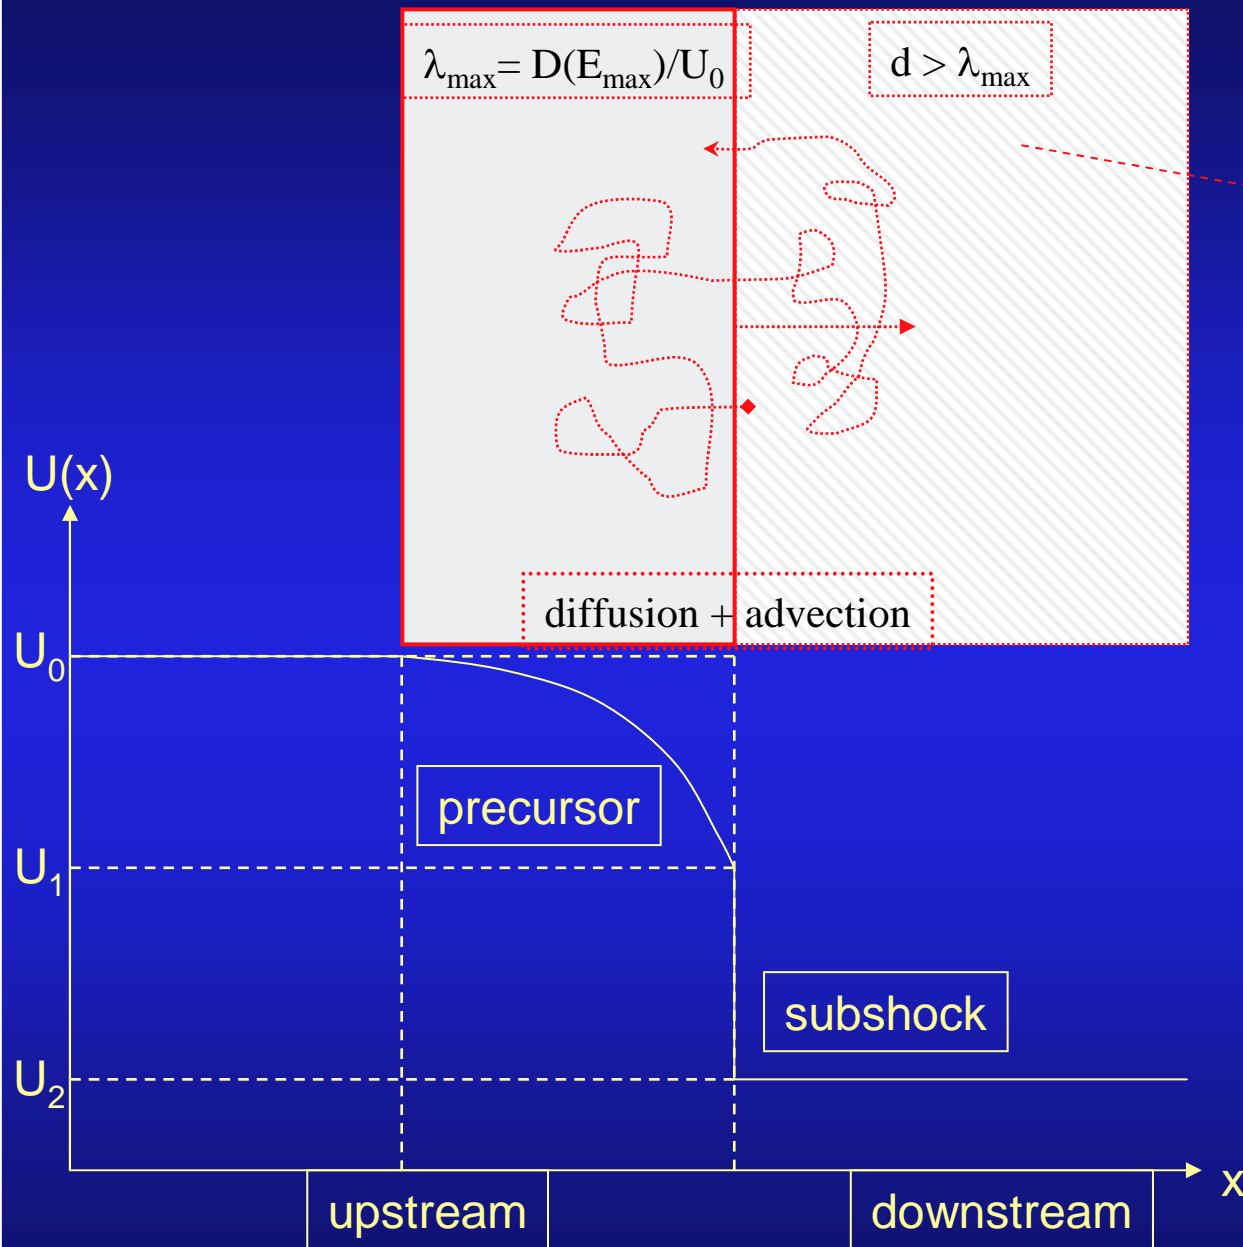 λmax= D(Emax)/U0
d > λmax
diffusion + advection
U(x)
U0
precursor
U1
subshock
U2
x
upstream
downstream